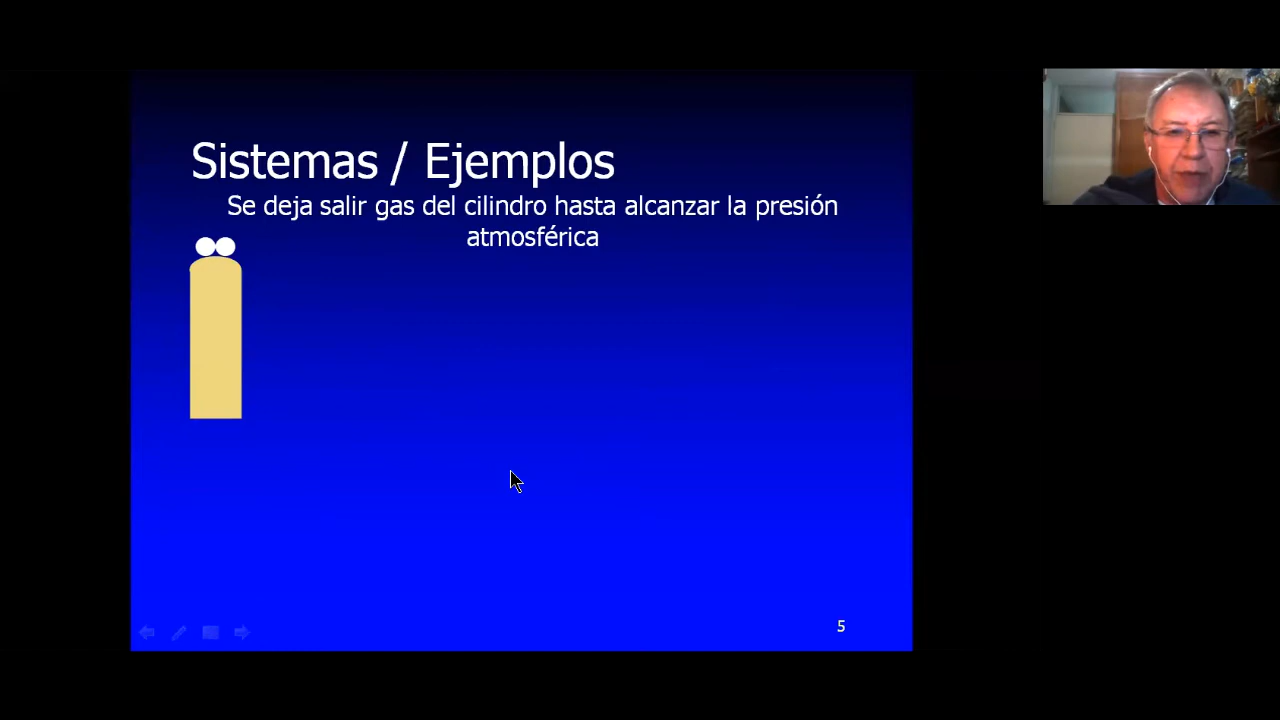 Sistemas / Ejemplos
Se deja salir gas del cilindro hasta alcanzar la presión
atmosférica
5